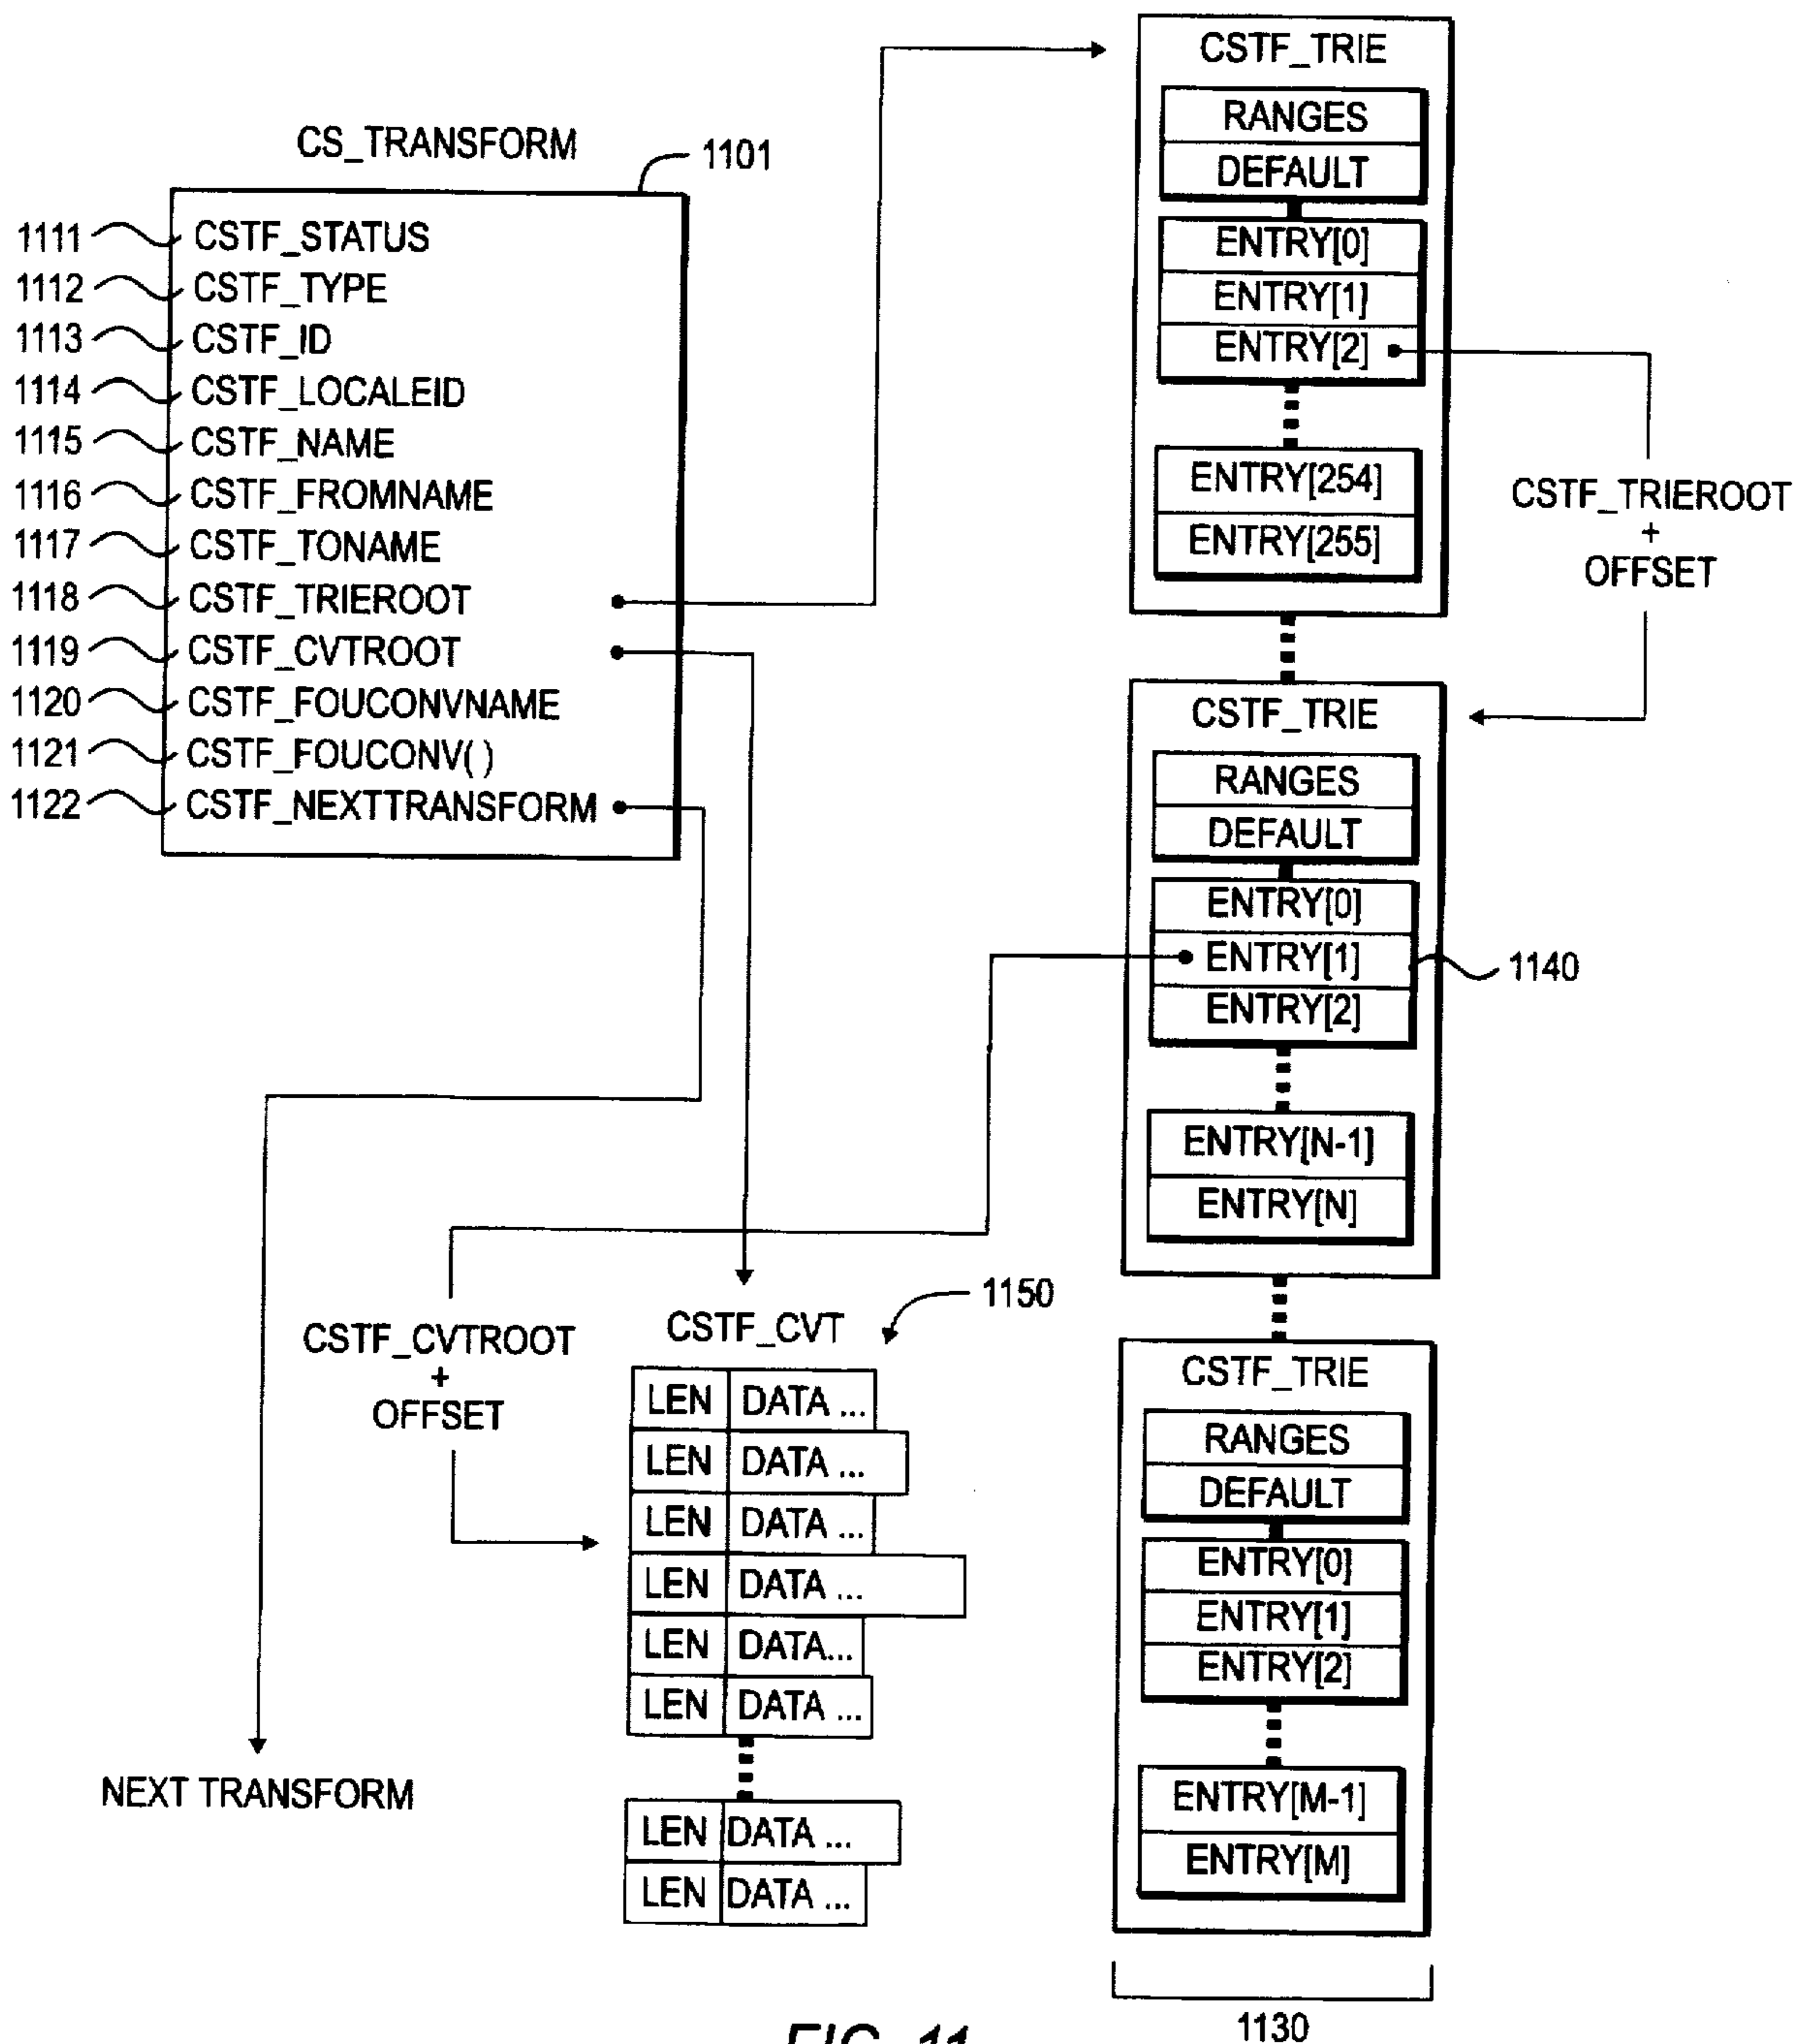 CS_TRANSFORM
1101
1111 CSTF_STATUS
1112 CSTF_TYPE
1113 CSTF_ID
1114 CSTF_LOCALEID
1115 CSTF_NAME
1116 CSTF_FROMNAME
1117 CSTF_TONAME
1118 CSTF_TRIEROOT
1119 CSTF_CVTROOT
1120 CSTF_FOUCONVNAME
1121 CSTF_FOUCONV( )
1122 CSTF_NEXTTRANSFORM
CSTF_TRIE
RANGES
DEFAULT
ENTRY[0]
ENTRY[1]
ENTRY[2]
ENTRY[254]
ENTRY[255]
CSTF_TRIEROOT
+
OFFSET
CSTF_TRIE
RANGES
DEFAULT
ENTRY[0]
ENTRY[1]
1140
ENTRY[2]
ENTRY[N-1]
ENTRY[N]
CSTF_CVTROOT
+
OFFSET
CSTF_CVT
1150
LEN DATA ...
LEN DATA ...
LEN DATA ...
LEN DATA ...
LEN DATA...
LEN DATA ...
LEN DATA ...
LEN DATA ...
NEXT TRANSFORM
CSTF_TRIE
RANGES
DEFAULT
ENTRY[0]
ENTRY[1]
ENTRY[2]
ENTRY[M-1]
ENTRY[M]
1130
FIG. 11